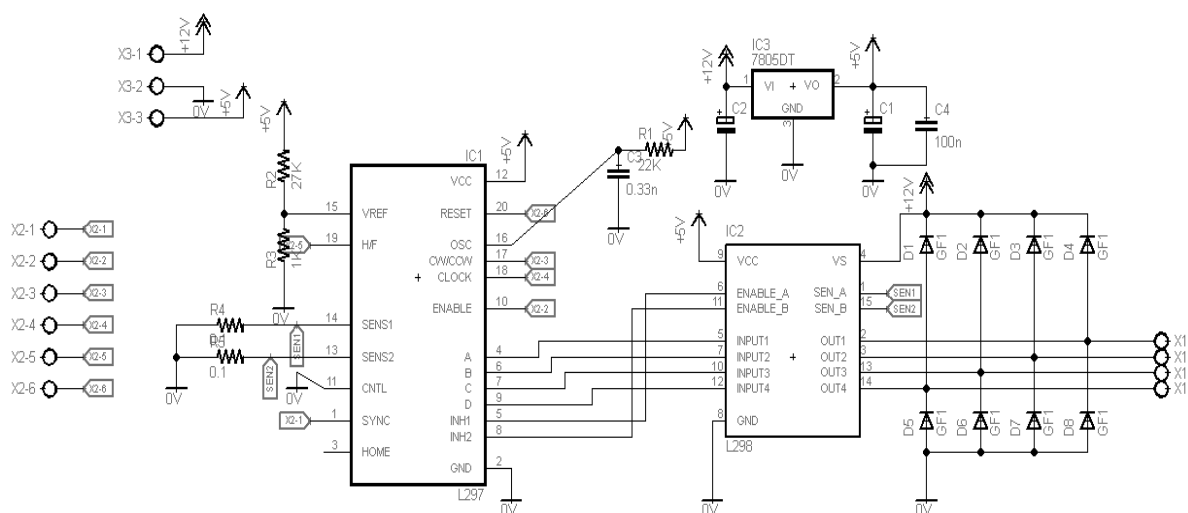 X3-1
+12V
X3-2
0V
X3-3
+5V
+5V
R2
27K
R3
1K
X2-1
X2-1
X2-2
X2-2
X2-3
X2-3
X2-4
X2-4
X2-5
X2-5
X2-6
X2-6
IC1
+5V
VCC
12
15
VREF
RESET
20
X2-6
19
H/F
X2-5
OSC
16
CW/CCW
17
X2-3
CLOCK
18
X2-4
ENABLE
10
X2-2
0V
R4
0.1
14
SENS1
SEN1
R5
0.1
13
SENS2
SEN2
0V
0V
11
CNTL
X2-1
1
SYNC
3
HOME
A
4
B
6
C
7
D
9
INH1
5
INH2
8
GND
2
0V
L297
R1
22K
+5V
C3
0.33n
0V
IC3
7805DT
+12V
1
VI
VO
2
GND
3
+5V
C2
C1
C4
100n
0V
0V
0V
IC2
+5V
9
VCC
VS
4
+12V
6
ENABLE_A
SEN_A
1
SEN1
11
ENABLE_B
SEN_B
15
SEN2
5
INPUT1
OUT1
2
X1
7
INPUT2
OUT2
3
X1
10
INPUT3
OUT3
13
X1
12
INPUT4
OUT4
14
X1
8
GND
L298
0V
D1
GF1
D2
GF1
D3
GF1
D4
GF1
D5
GF1
D6
GF1
D7
GF1
D8
GF1
0V